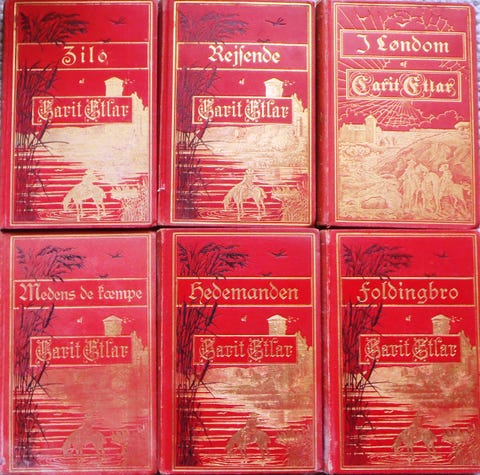 Zilo
af
Carit Etlar
Rejsende
af
Carit Etlar
I Løndom
af
Carit Etlar
Medens de kæmpe
af
Carit Etlar
Hedemanden
af
Carit Etlar
Foldingbro
af
Carit Etlar